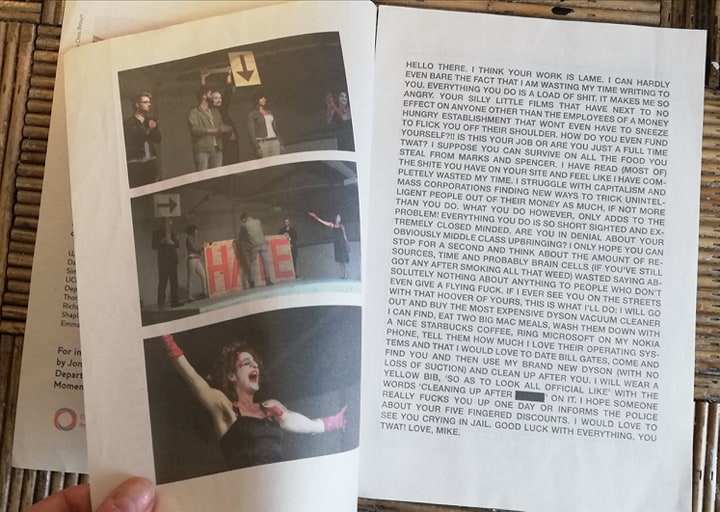 HATE
HELLO THERE. I THINK YOUR WORK IS LAME. I CAN HARDLY
EVEN BARE THE FACT THAT I AM WASTING MY TIME WRITING TO
YOU. EVERYTHING YOU DO IS A LOAD OF SHIT. IT MAKES ME SO
ANGRY. YOUR SILLY LITTLE FILMS THAT HAVE NEXT TO NO
EFFECT ON ANYONE OTHER THAN THE EMPLOYEES OF A MONEY
HUNGRY ESTABLISHMENT THAT WONT EVEN HAVE TO SNEEZE
TO FLICK YOU OFF THEIR SHOULDER. HOW DO YOU EVEN FUND
YOURSELF?!! IS THIS YOUR JOB OR ARE YOU JUST A FULL TIME
TWAT? I SUPPOSE YOU CAN SURVIVE ON ALL THE FOOD YOU
STEAL FROM MARKS AND SPENCER. I HAVE READ (MOST OF)
THE SHITE YOU HAVE ON YOUR SITE AND FEEL LIKE I HAVE COM-
PLETELY WASTED MY TIME. I STRUGGLE WITH CAPITALISM AND
MASS CORPORATIONS FINDING NEW WAYS TO TRICK UNINTEL-
LIGENT PEOPLE OUT OF THEIR MONEY AS MUCH, IF NOT MORE
THAN YOU DO. WHAT YOU DO HOWEVER, ONLY ADDS TO THE
PROBLEM! EVERYTHING YOU DO IS SO SHORT SIGHTED AND EX-
TREMELY CLOSED MINDED. ARE YOU IN DENIAL ABOUT YOUR
OBVIOUSLY MIDDLE CLASS UPBRINGING? I ONLY HOPE YOU CAN
STOP FOR A SECOND AND THINK ABOUT THE AMOUNT OF RE-
SOURCES, TIME AND PROBABLY BRAIN CELLS (IF YOU'VE STILL
GOT ANY AFTER SMOKING ALL THAT WEED) WASTED SAYING AB-
SOLUTELY NOTHING ABOUT ANYTHING TO PEOPLE WHO DON'T
EVEN GIVE A FLYING FUCK. IF I EVER SEE YOU ON THE STREETS
WITH THAT HOOVER OF YOURS, THIS IS WHAT I'LL DO: I WILL GO
OUT AND BUY THE MOST EXPENSIVE DYSON VACUUM CLEANER
I CAN FIND, EAT TWO BIG MAC MEALS, WASH THEM DOWN WITH
A NICE STARBUCKS COFFEE, RING MICROSOFT ON MY NOKIA
PHONE, TELL THEM HOW MUCH I LOVE THEIR OPERATING SYS-
TEMS AND THAT I WOULD LOVE TO DATE BILL GATES, COME AND
FIND YOU AND THEN USE MY BRAND NEW DYSON (WITH NO
LOSS OF SUCTION) AND CLEAN UP AFTER YOU. I WILL WEAR A
YELLOW BIB, 'SO AS TO LOOK ALL OFFICIAL LIKE' WITH THE
WORDS 'CLEANING UP AFTER ' ON IT. I HOPE SOMEONE
REALLY FUCKS YOU UP ONE DAY OR INFORMS THE POLICE
ABOUT YOUR FIVE FINGERED DISCOUNTS. I WOULD LOVE TO
SEE YOU CRYING IN JAIL. GOOD LUCK WITH EVERYTHING, YOU
TWAT! LOVE, MIKE.
For in
by Jon
Depart
Momen